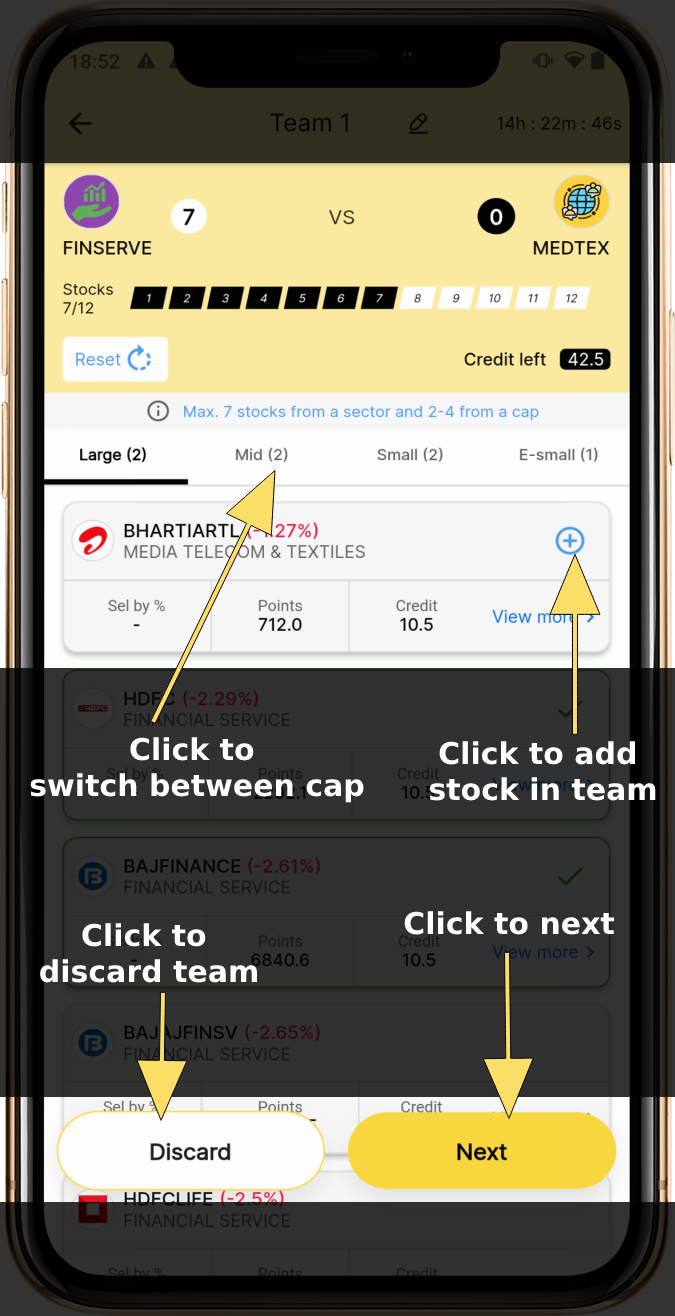 18:52
Team 1
14h : 22m : 46s
7
VS
0
FINSERVE
MEDTEX
Stocks
7/12
1 2 3 4 5 6 7 8 9 10 11 12
Reset
Credit left 42.5
Max. 7 stocks from a sector and 2-4 from a cap
Large (2) Mid (2) Small (2) E-small (1)
BHARTIARTL (-1.27%)
MEDIA TELECOM & TEXTILES
Sel by % Points Credit
- 712.0 10.5 View more >
HDFC (-2.29%)
FINANCIAL SERVICE
Click to
switch between cap
Click to add
stock in team
Sel by % Points Credit
10.5 View more >
BAJFINANCE (-2.61%)
FINANCIAL SERVICE
Click to
discard team
Click to next
Points Credit
- 6840.6 10.5 View more >
BAJAJFINSV (-2.65%)
FINANCIAL SERVICE
Sel by % Points Credit
Discard
Next
HDFCLIFE (-2.5%)
FINANCIAL SERVICE
Sel by % Points Credit